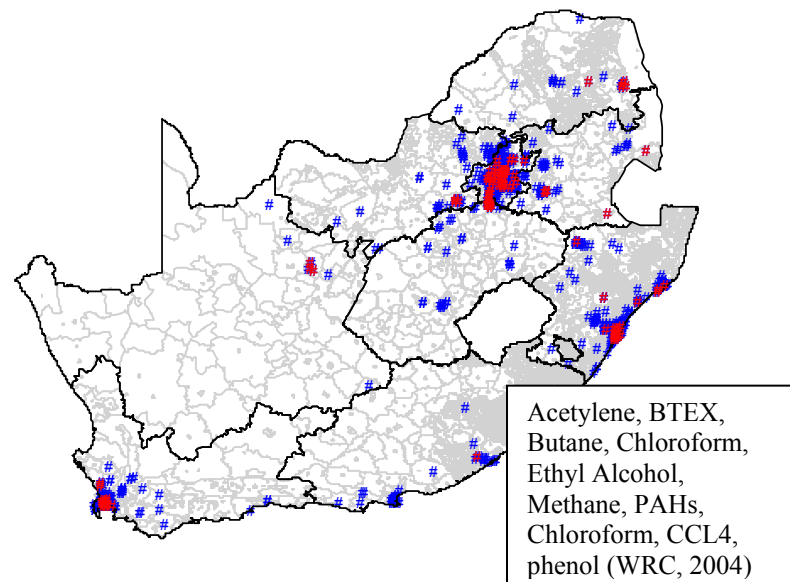 Acetylene, BTEX,
Butane, Chloroform,
Ethyl Alcohol,
Methane, PAHs,
Chloroform, CCL4,
phenol (WRC, 2004)